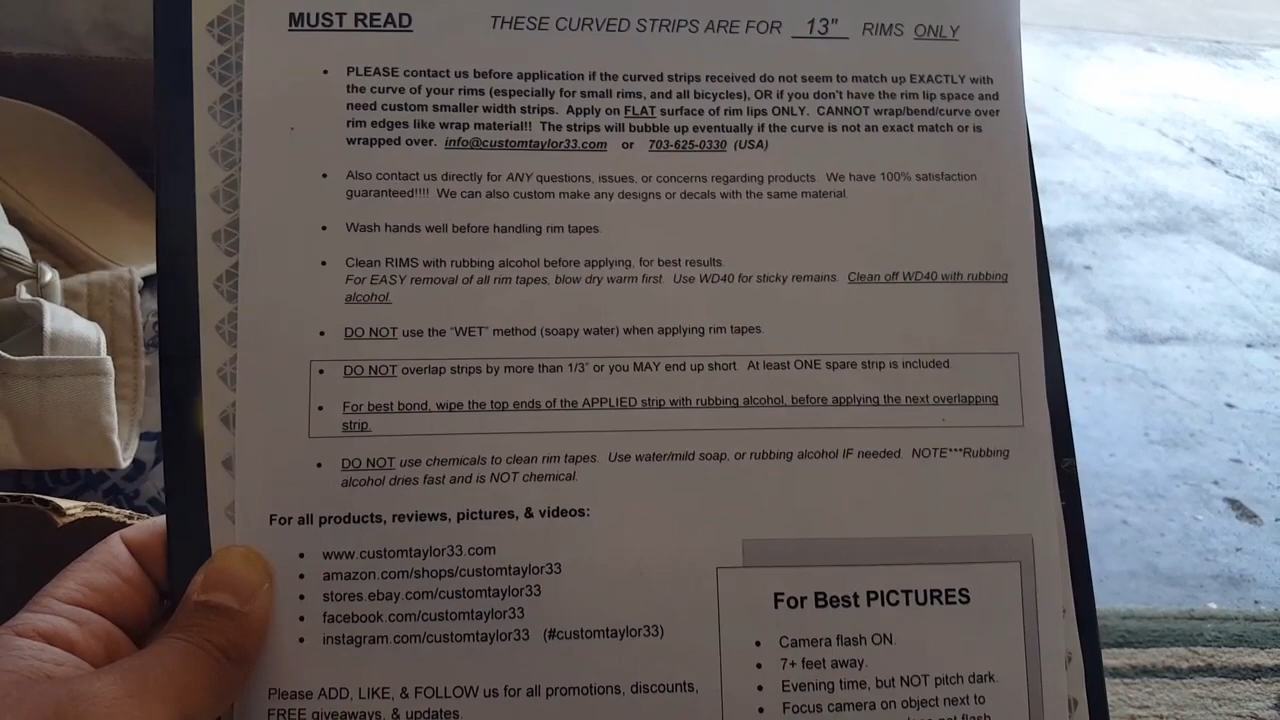 MUST READ THESE CURVED STRIPS ARE FOR 13" RIMS ONLY
• PLEASE contact us before application if the curved strips received do not seem to match up EXACTLY with
the curve of your rims (especially for small rims, and all bicycles), OR if you don't have the rim lip space and
need custom smaller width strips. Apply on FLAT surface of rim lips ONLY. CANNOT wrap/bend/curve over
rim edges like wrap material!! The strips will bubble up eventually if the curve is not an exact match or is
wrapped over. info@customtaylor33.com or 703-625-0330 (USA)
• Also contact us directly for ANY questions, issues, or concerns regarding products. We have 100% satisfaction
guaranteed!!!! We can also custom make any designs or decals with the same material.
• Wash hands well before handling rim tapes.
• Clean RIMS with rubbing alcohol before applying, for best results.
For EASY removal of all rim tapes, blow dry warm first. Use WD40 for sticky remains. Clean off WD40 with rubbing
alcohol.
• DO NOT use the "WET" method (soapy water) when applying rim tapes.
• DO NOT overlap strips by more than 1/3" or you MAY end up short. At least ONE spare strip is included.
• For best bond, wipe the top ends of the APPLIED strip with rubbing alcohol, before applying the next overlapping
strip.
• DO NOT use chemicals to clean rim tapes. Use water/mild soap, or rubbing alcohol IF needed. NOTE***Rubbing
alcohol dries fast and is NOT chemical.
For all products, reviews, pictures, & videos:
• www.customtaylor33.com
• amazon.com/shops/customtaylor33
• stores.ebay.com/customtaylor33
• facebook.com/customtaylor33
• instagram.com/customtaylor33 (#customtaylor33)
Please ADD, LIKE, & FOLLOW us for all promotions, discounts,
FREE giveaways, & updates.
For Best PICTURES
• Camera flash ON.
• 7+ feet away.
• Evening time, but NOT pitch dark.
• Focus camera on object next to
flash